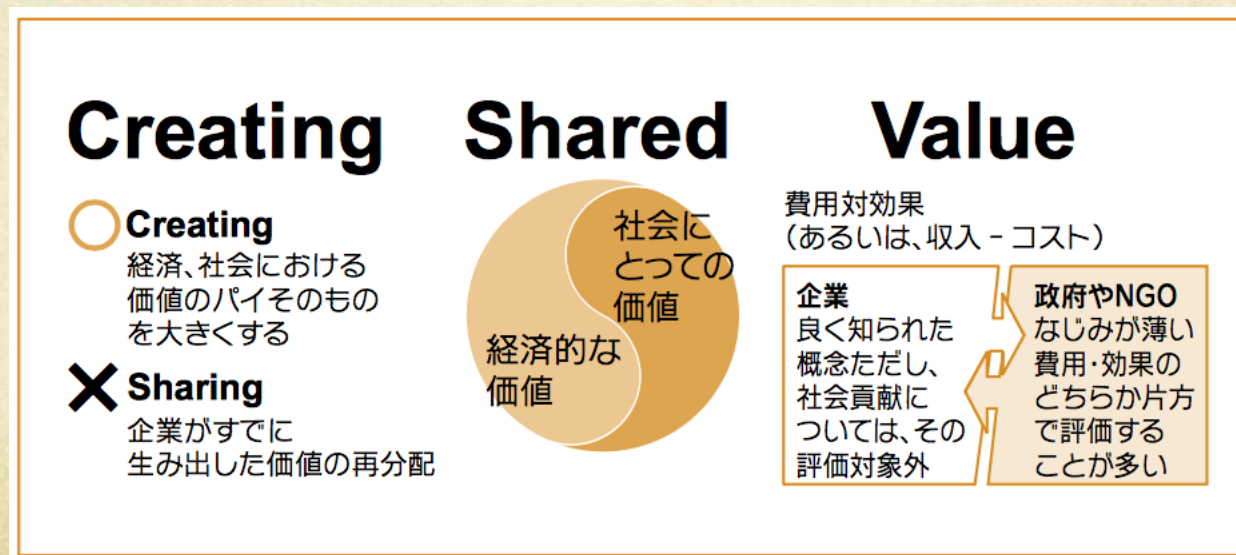 Creating Shared Value
Creating
経済、社会における
価値のパイそのもの
を大きくする
Sharing
企業がすでに
生み出した価値の再分配
社会に
とっての
価値
経済的な
価値
費用対効果
（あるいは、収入－コスト）
企業
良く知られた
概念ただし、
社会貢献に
ついては、その
評価対象外
政府やNGO
なじみが薄い
費用・効果の
どちらか片方
で評価する
ことが多い